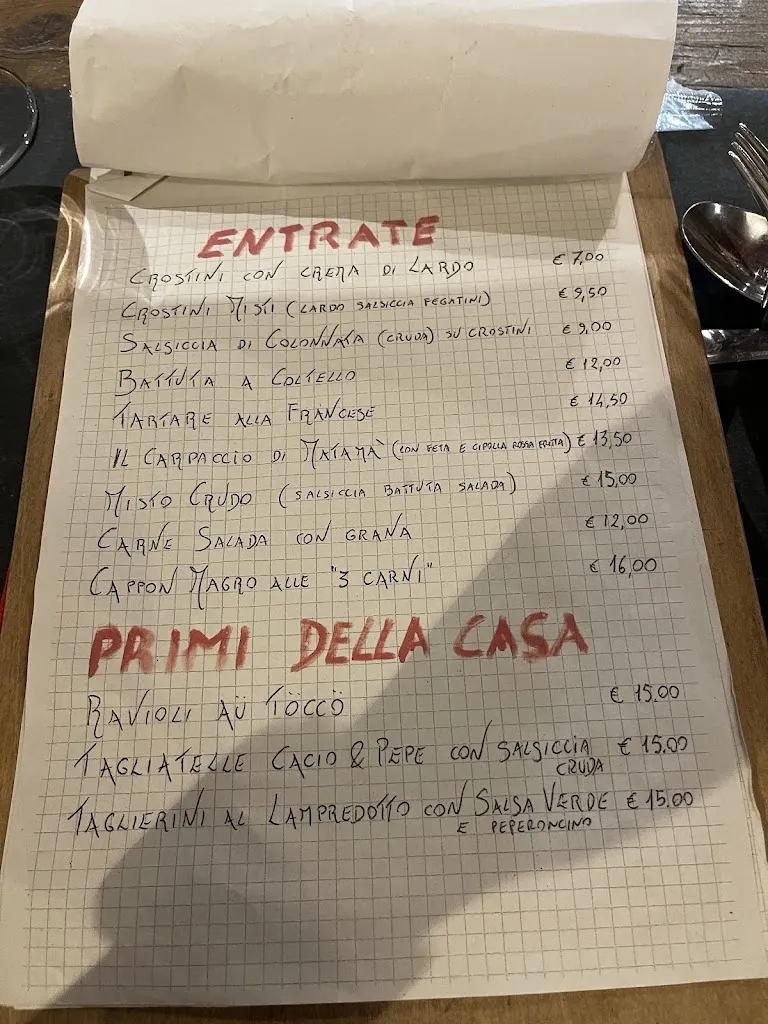 ENTRATE
CROSTINI CON CREMA DI LARDO € 7,00
CROSTINI MISTI (LARDO SALSICCIA FEGATINI) € 9,50
SALSICCIA DI COLONNATA (CRUDA) SU CROSTINI € 9,00
BATTUTA A COLTELLO € 12,00
TARTARE ALLA FRANCESE € 14,50
IL CARPACCIO DI MATAMÀ (CON FETA E CIPOLLA ROSSA FRITTA) € 13,50
MISTO CRUDO (SALSICCIA BATTUTA SALADA) € 15,00
CARNE SALADA CON GRANA € 12,00
CAPPON MAGRO ALLE "3 CARNI" € 16,00
PRIMI DELLA CASA
RAVIOLI AÜ TÖCCÖ € 15.00
TAGLIATELLE CACIO & PEPE CON SALSICCIA € 15.00
CRUDA
TAGLIERINI AL LAMPREDOTTO CON SALSA VERDE € 15.00
E PEPERONCINO